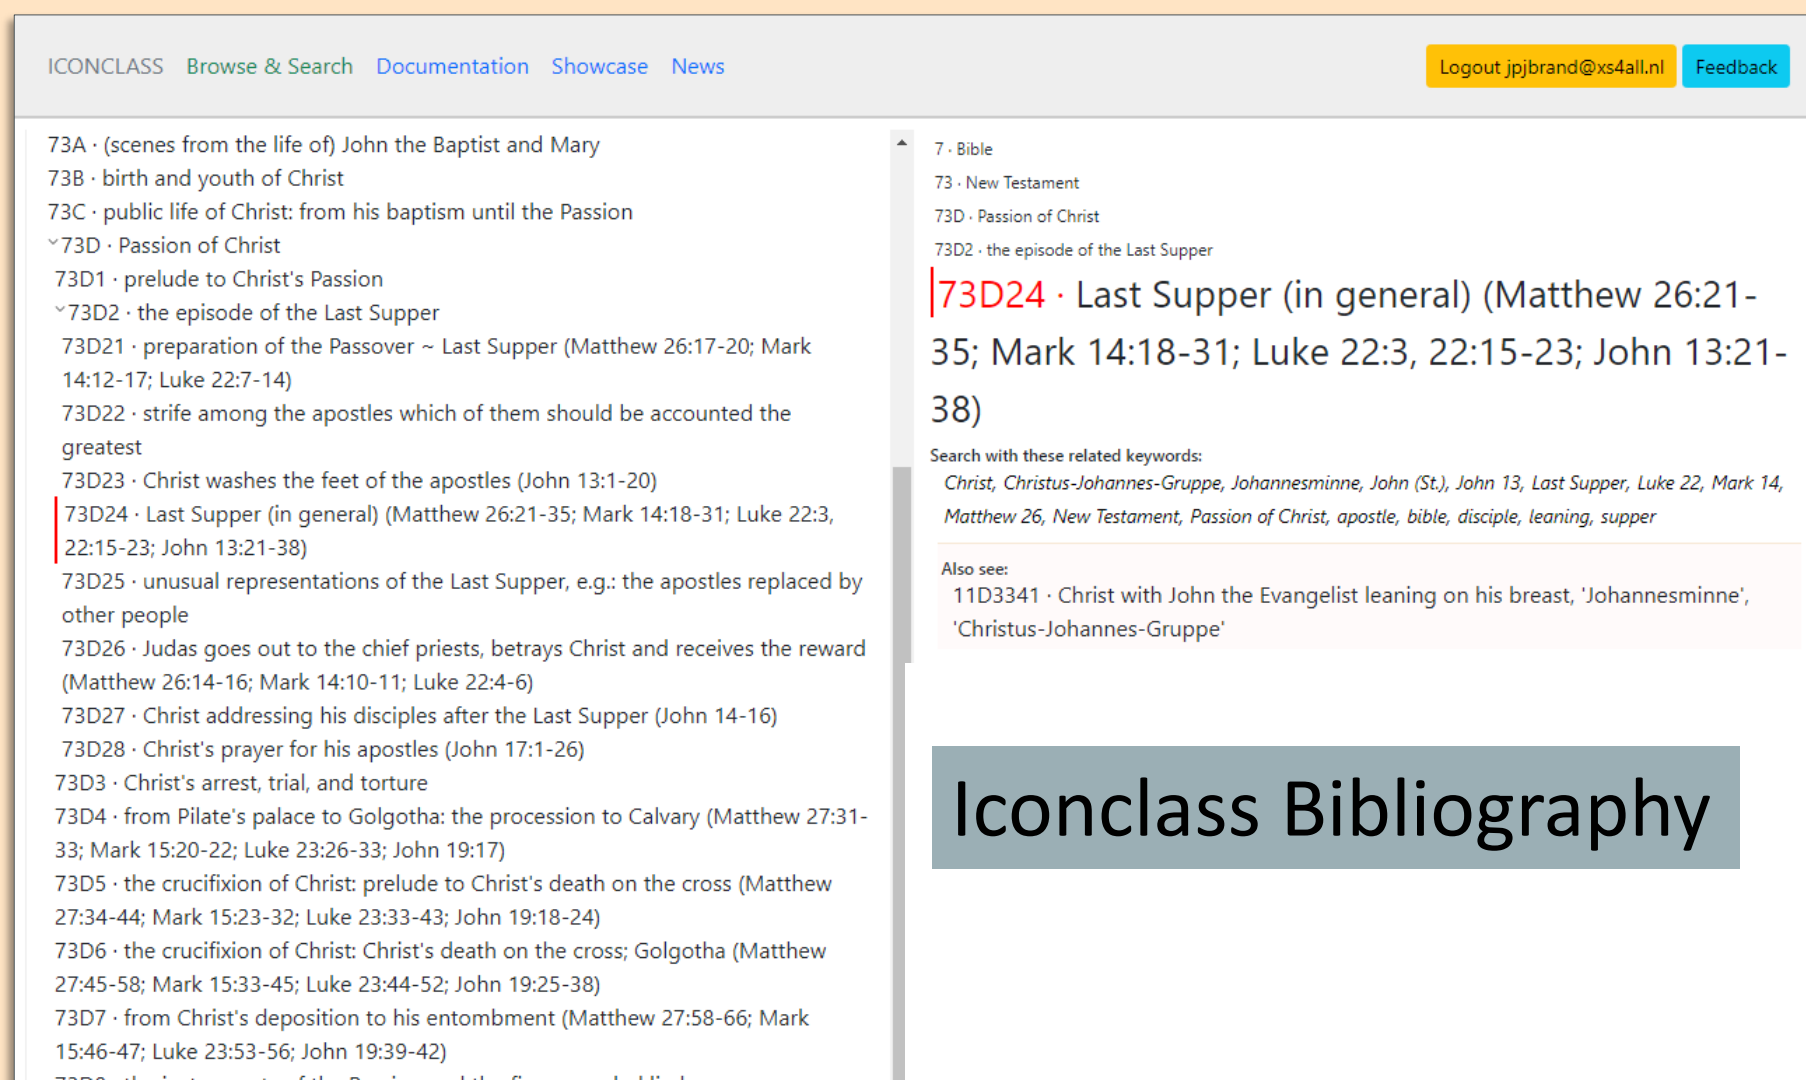 ICONCLASS Browse & Search Documentation Showcase News
Logout jpjbrand@xs4all.nl Feedback
73A · (scenes from the life of) John the Baptist and Mary
73B · birth and youth of Christ
73C · public life of Christ: from his baptism until the Passion
73D · Passion of Christ
73D1 · prelude to Christ's Passion
73D2 · the episode of the Last Supper
73D21 · preparation of the Passover ~ Last Supper (Matthew 26:17-20; Mark
14:12-17; Luke 22:7-14)
73D22 · strife among the apostles which of them should be accounted the
greatest
73D23 · Christ washes the feet of the apostles (John 13:1-20)
73D24 · Last Supper (in general) (Matthew 26:21-35; Mark 14:18-31; Luke 22:3,
22:15-23; John 13:21-38)
73D25 · unusual representations of the Last Supper, e.g.: the apostles replaced by
other people
73D26 · Judas goes out to the chief priests, betrays Christ and receives the reward
(Matthew 26:14-16; Mark 14:10-11; Luke 22:4-6)
73D27 · Christ addressing his disciples after the Last Supper (John 14-16)
73D28 · Christ's prayer for his apostles (John 17:1-26)
73D3 · Christ's arrest, trial, and torture
73D4 · from Pilate's palace to Golgotha: the procession to Calvary (Matthew 27:31-
33; Mark 15:20-22; Luke 23:26-33; John 19:17)
73D5 · the crucifixion of Christ: prelude to Christ's death on the cross (Matthew
27:34-44; Mark 15:23-32; Luke 23:33-43; John 19:18-24)
73D6 · the crucifixion of Christ: Christ's death on the cross; Golgotha (Matthew
27:45-58; Mark 15:33-45; Luke 23:44-52; John 19:25-38)
73D7 · from Christ's deposition to his entombment (Matthew 27:58-66; Mark
15:46-47; Luke 23:53-56; John 19:39-42)
7 · Bible
73 · New Testament
73D · Passion of Christ
73D2 · the episode of the Last Supper
73D24 · Last Supper (in general) (Matthew 26:21-
35; Mark 14:18-31; Luke 22:3, 22:15-23; John 13:21-
38)
Search with these related keywords:
Christ, Christus-Johannes-Gruppe, Johannesminne, John (St.), John 13, Last Supper, Luke 22, Mark 14,
Matthew 26, New Testament, Passion of Christ, apostle, bible, disciple, leaning, supper
Also see:
11D3341 · Christ with John the Evangelist leaning on his breast, 'Johannesminne',
'Christus-Johannes-Gruppe'
Iconclass Bibliography